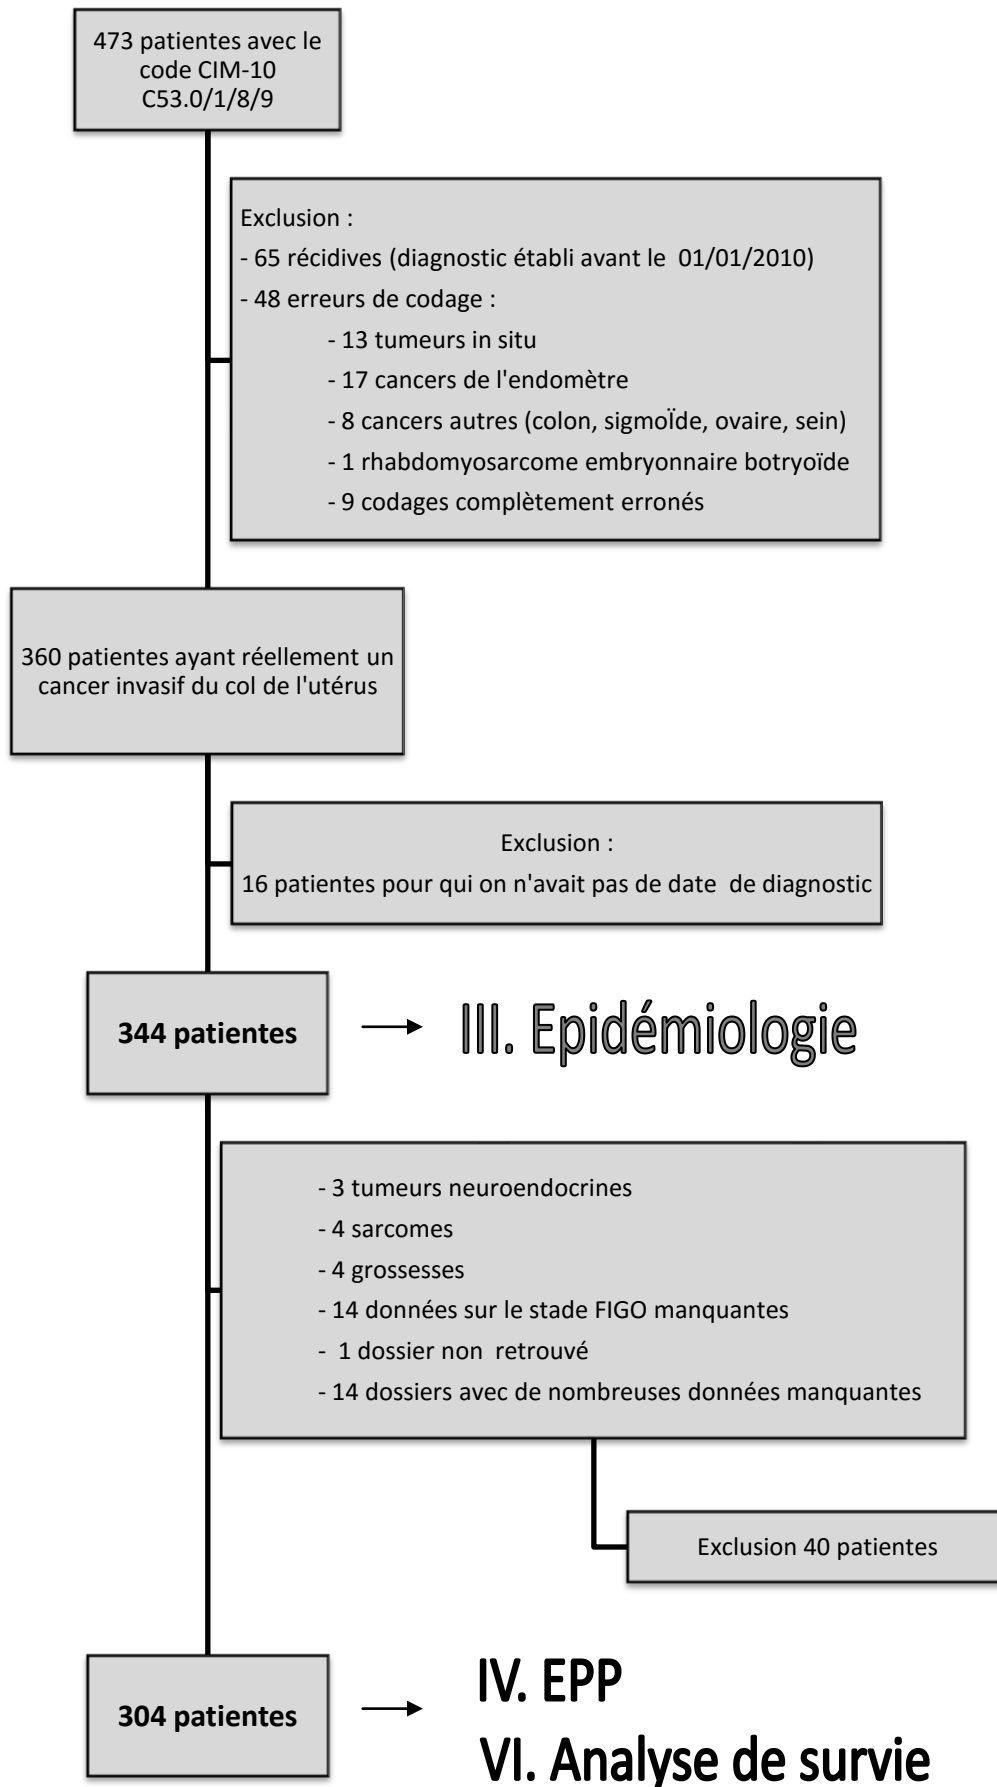 473 patientes avec le
code CIM-10
C53.0/1/8/9
Exclusion :
- 65 récidives (diagnostic établi avant le 01/01/2010)
- 48 erreurs de codage :
- 13 tumeurs in situ
- 17 cancers de l'endomètre
- 8 cancers autres (colon, sigmoÏde, ovaire, sein)
- 1 rhabdomyosarcome embryonnaire botryoïde
- 9 codages complètement erronés
360 patientes ayant réellement un
cancer invasif du col de l'utérus
Exclusion :
16 patientes pour qui on n'avait pas de date de diagnostic
344 patientes
III. Epidémiologie
- 3 tumeurs neuroendocrines
- 4 sarcomes
- 4 grossesses
- 14 données sur le stade FIGO manquantes
- 1 dossier non retrouvé
- 14 dossiers avec de nombreuses données manquantes
Exclusion 40 patientes
304 patientes
IV. EPP
VI. Analyse de survie